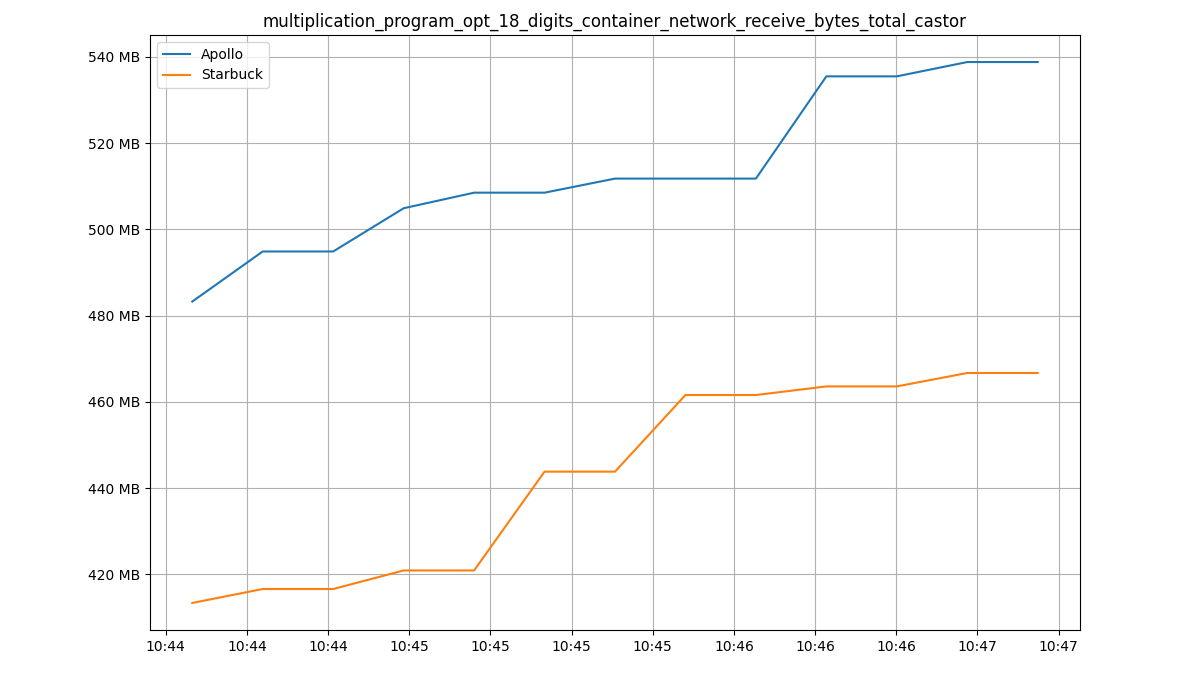 multiplication_program_opt_18_digits_container_network_receive_bytes_total_castor
Apollo
Starbuck
540 MB
520 MB
500 MB
480 MB
460 MB
440 MB
420 MB
10:44 10:44 10:44 10:45 10:45 10:45 10:45 10:46 10:46 10:46 10:47 10:47